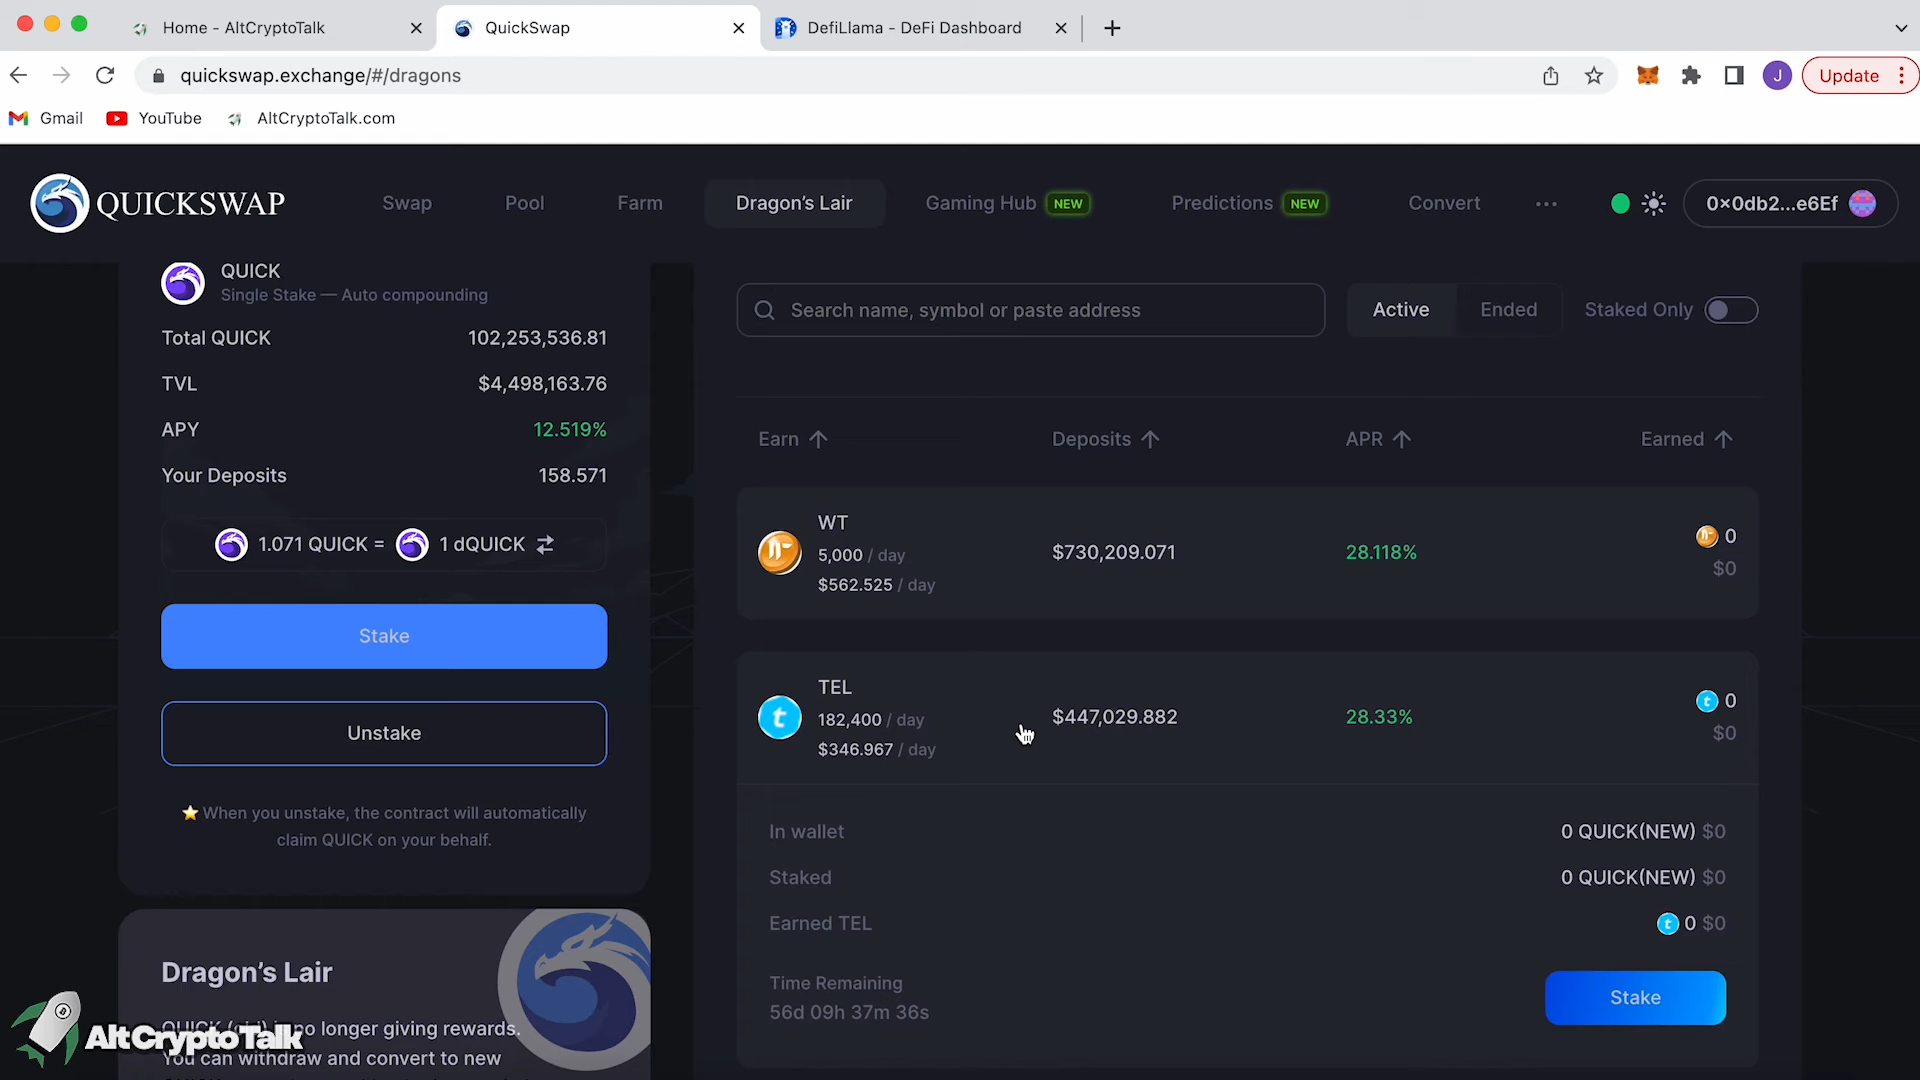 Home - AltCryptoTalk
QuickSwap
DefiLlama - DeFi Dashboard
quickswap.exchange/#/dragons
J
Update
Gmail
YouTube
AltCryptoTalk.com
QUICKSWAP
Swap
Pool
Farm
Dragon's Lair
Gaming Hub NEW
Predictions NEW
Convert
0x0db2...e6Ef
QUICK
Single Stake — Auto compounding
Total QUICK 102,253,536.81
TVL $4,498,163.76
APY 12.519%
Your Deposits 158.571
1.071 QUICK = 1 dQUICK
Stake
Unstake
⭐ When you unstake, the contract will automatically
claim QUICK on your behalf.
Dragon's Lair
no longer giving rewards.
You can withdraw and convert to new
AltCryptoTalk
Search name, symbol or paste address
Active
Ended
Staked Only
Earn Deposits APR Earned
WT
5,000 / day
$562.525 / day
$730,209.071
28.118%
0
$0
TEL
182,400 / day
$346.967 / day
$447,029.882
28.33%
0
$0
In wallet 0 QUICK(NEW) $0
Staked 0 QUICK(NEW) $0
Earned TEL 0 $0
Time Remaining
56d 09h 37m 36s
Stake